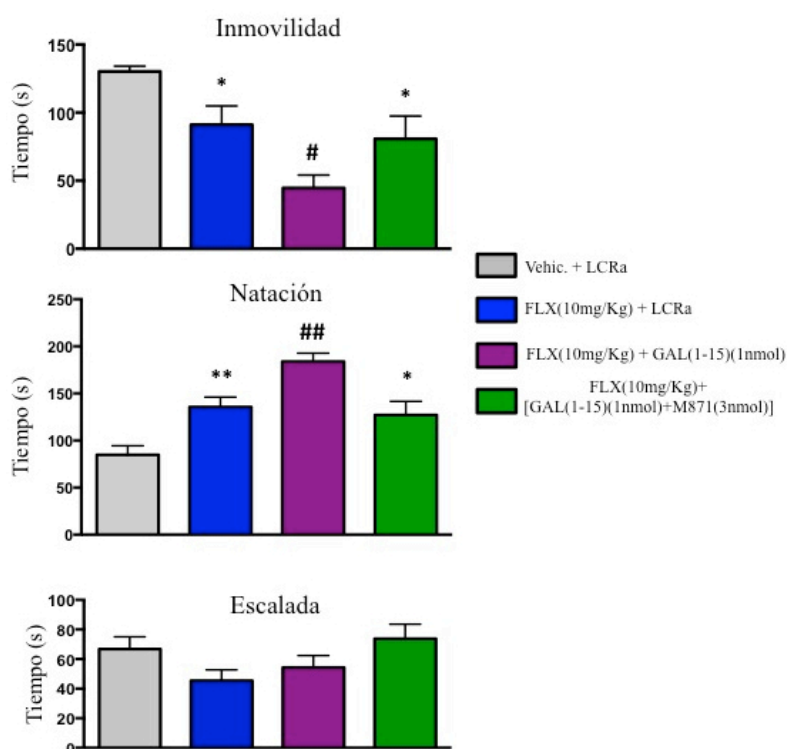 Inmovilidad
Tiempo (s)
150
100
50
0
*
#
*
Natación
Tiempo (s)
250
200
150
100
50
0
**
##
*
Escalada
Tiempo (s)
100
80
60
40
20
0
Vehic. + LCRa
FLX(10mg/Kg) + LCRa
FLX(10mg/Kg) + GAL(1-15)(1nmol)
FLX(10mg/Kg)+
[GAL(1-15)(1nmol)+M871(3nmol)]